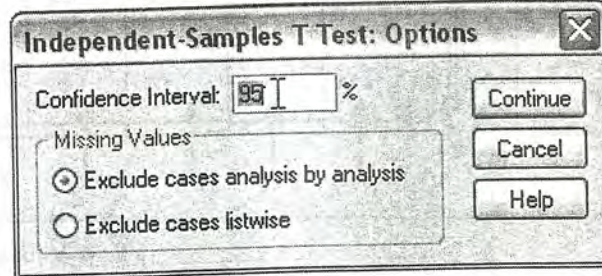 Independent-Samples T Test: Options
Confidence Interval: 95 %
Continue
Missing Values
Cancel
Exclude cases analysis by analysis
Help
Exclude cases listwise